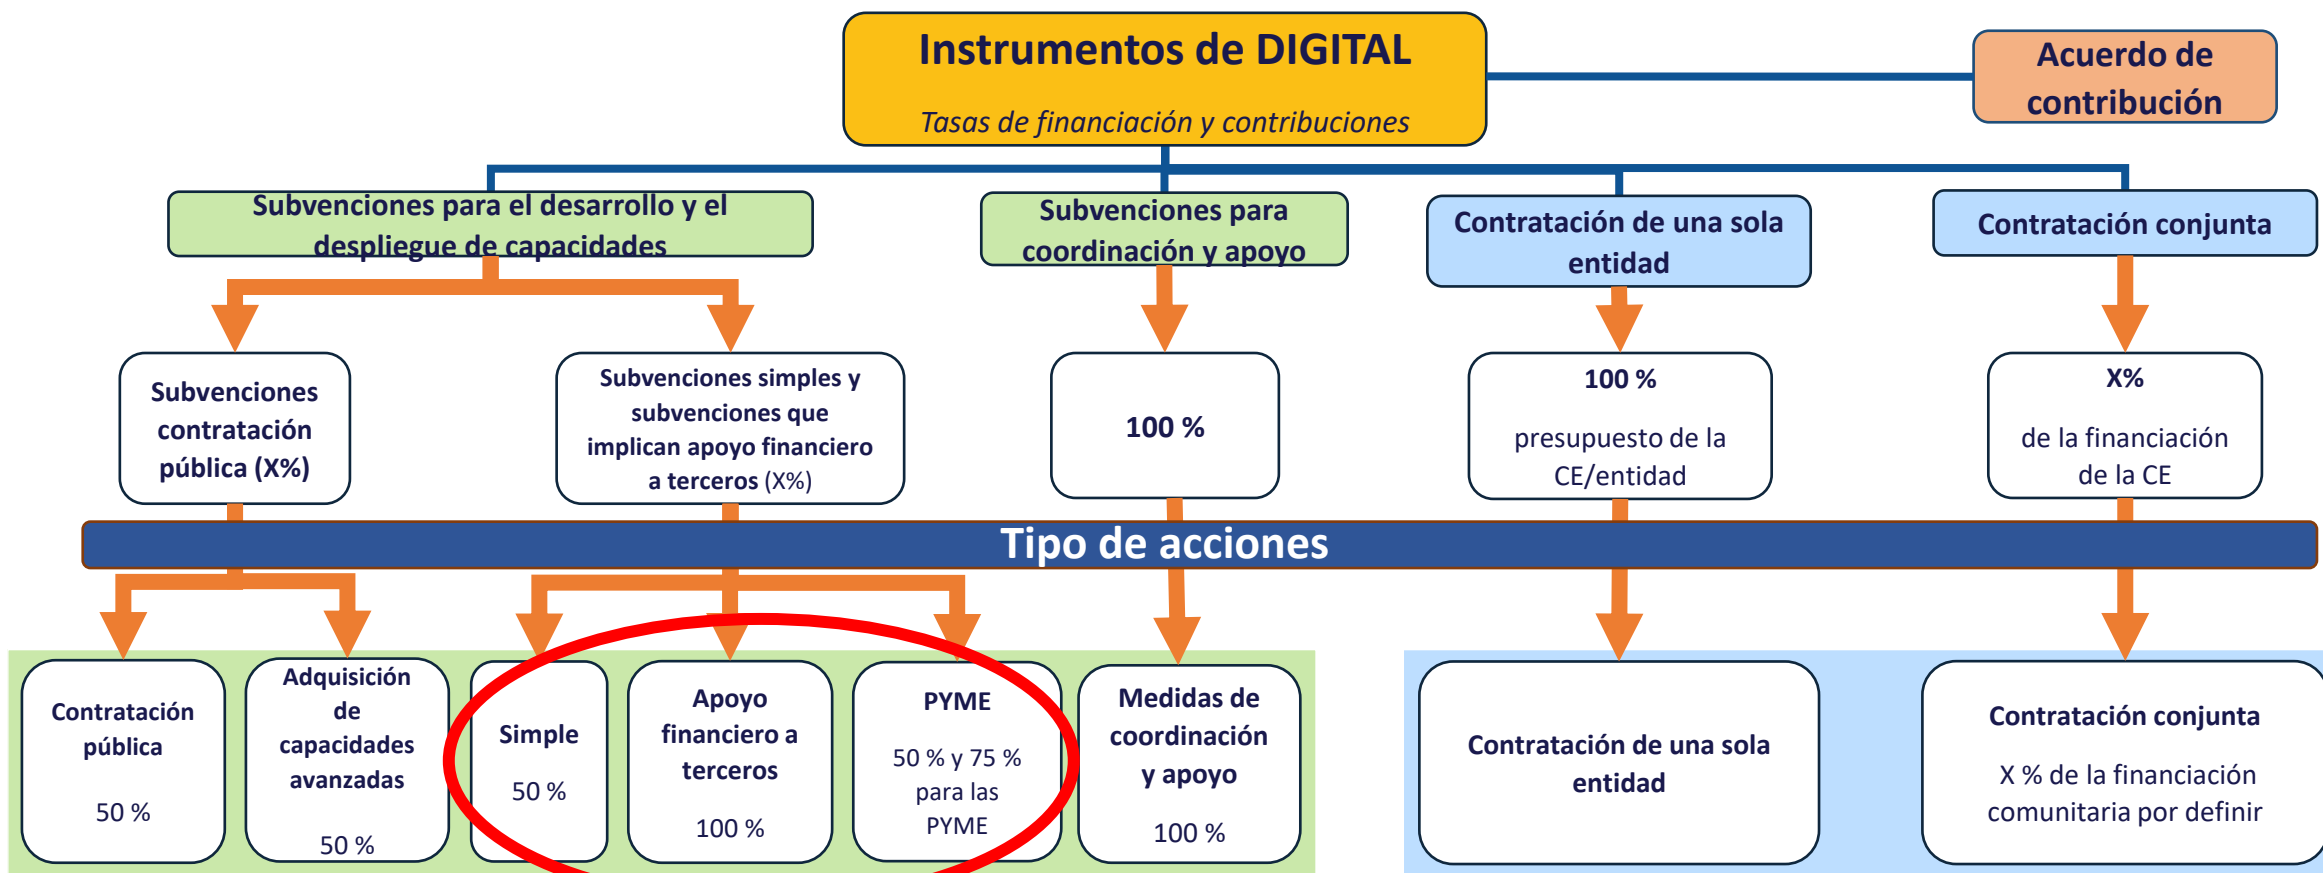 Instrumentos de DIGITAL
Tasas de financiación y contribuciones
Acuerdo de
contribución
Subvenciones para el desarrollo y el
despliegue de capacidades
Subvenciones para
coordinación y apoyo
Contratación de una sola
entidad
Contratación conjunta
Subvenciones
contratación
pública (X%)
Subvenciones simples y
subvenciones que
implican apoyo financiero
a terceros (X%)
100 %
100 %
presupuesto de la
CE/entidad
X%
de la financiación
de la CE
Tipo de acciones
Contratación
pública
50 %
Adquisición
de
capacidades
avanzadas
50 %
Simple
50 %
Apoyo
financiero a
terceros
100 %
PYME
50 % y 75 %
para las
PYME
Medidas de
coordinación
y apoyo
100 %
Contratación de una sola
entidad
Contratación conjunta
X % de la financiación
comunitaria por definir